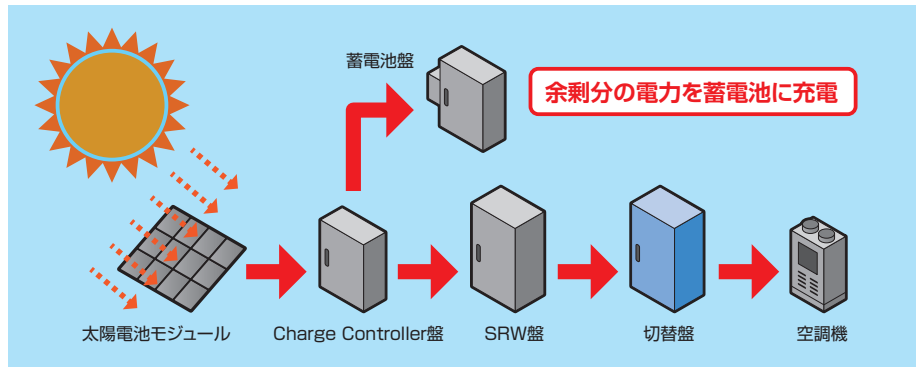 蓄電池盤
余剰分の電力を蓄電池に充電
太陽電池モジュール
Charge Controller盤
SRW盤
切替盤
空調機